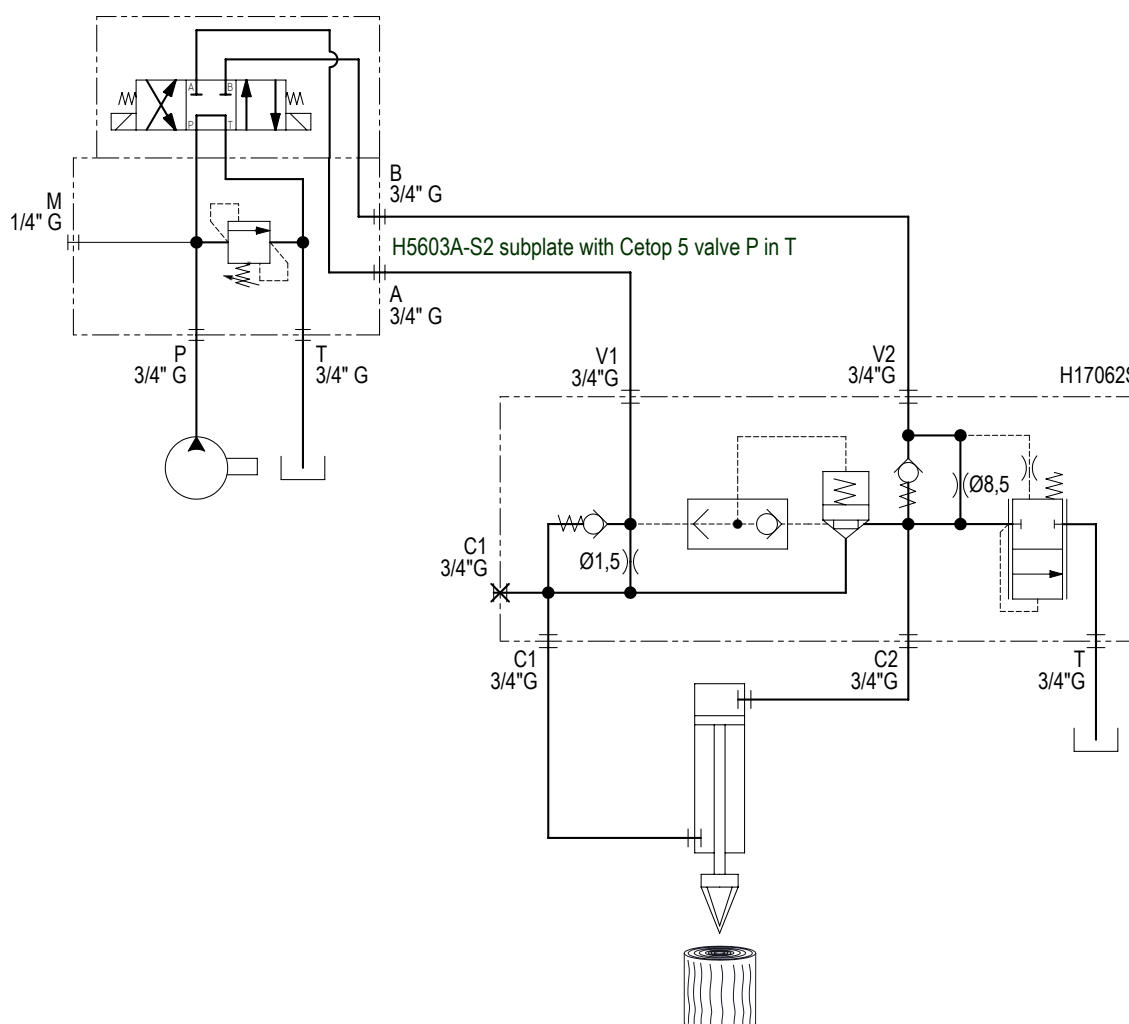 A B
P T
B
3/4" G
M
1/4" G
H5603A-S2 subplate with Cetop 5 valve P in T
A
3/4" G
P
3/4" G
T
3/4" G
V1
3/4"G
V2
3/4"G
H17062S
Ø8,5
C1
3/4"G
Ø1,5
C1
3/4"G
C2
3/4"G
T
3/4"G